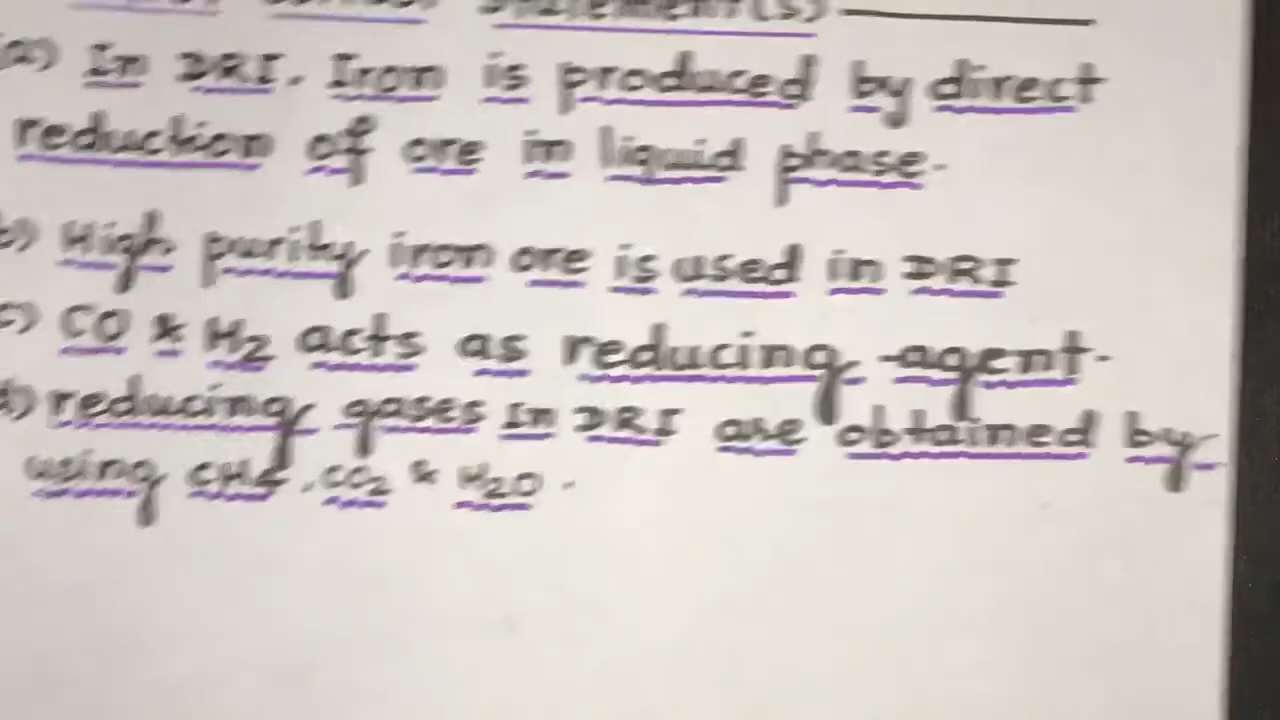 Statement(s)
(a) In DRI. Iron is produced by direct
reduction of ore in liquid phase.
b) High purity iron ore is used in DRI
c) CO & H2 acts as reducing -agent.
d) reducing gases In DRI are obtained by
using CH4, CO2 & H2O.